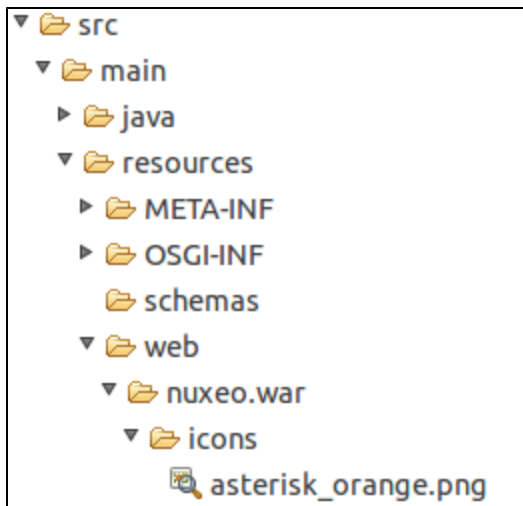 src
main
java
resources
META-INF
OSGI-INF
schemas
web
nuxeo.war
icons
asterisk_orange.png